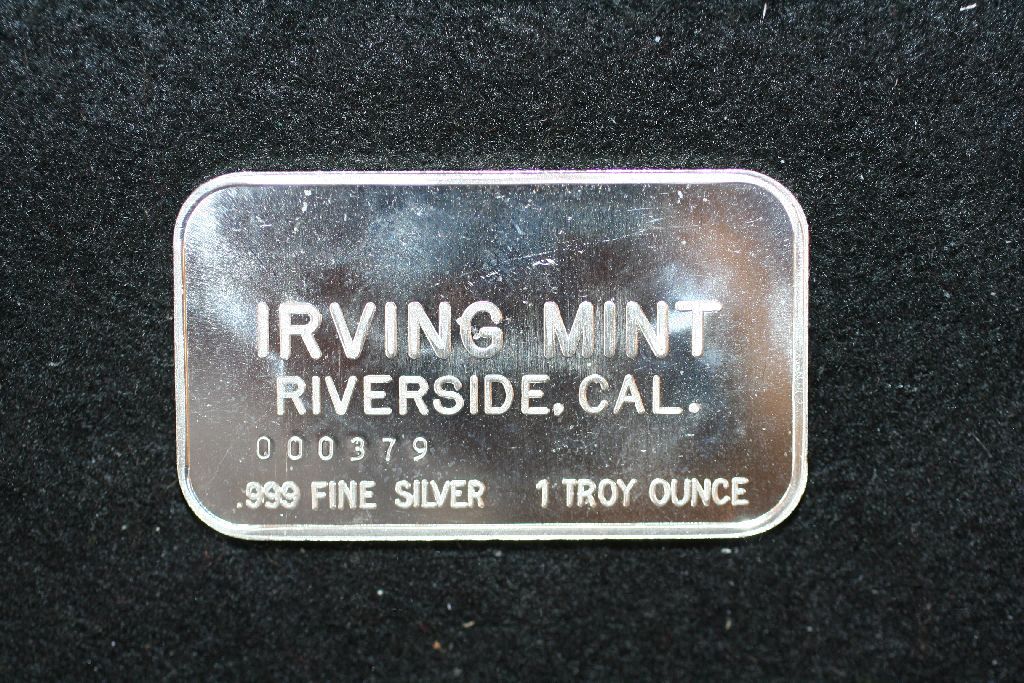 IRVING MINT
RIVERSIDE, CAL.
000379
.999 FINE SILVER 1 TROY OUNCE